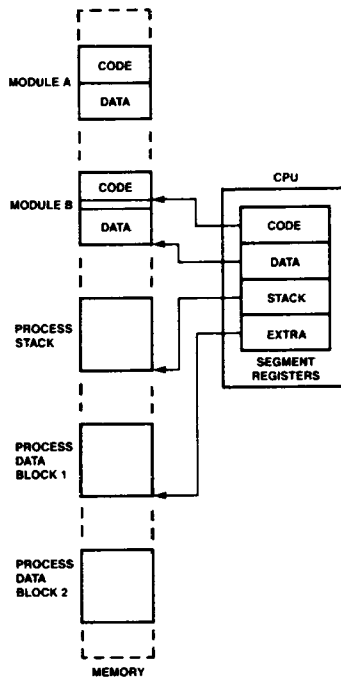 MODULE A
CODE
DATA
MODULE B
CODE
DATA
PROCESS
STACK
PROCESS
DATA
BLOCK 1
PROCESS
DATA
BLOCK 2
MEMORY
CPU
CODE
DATA
STACK
EXTRA
SEGMENT
REGISTERS